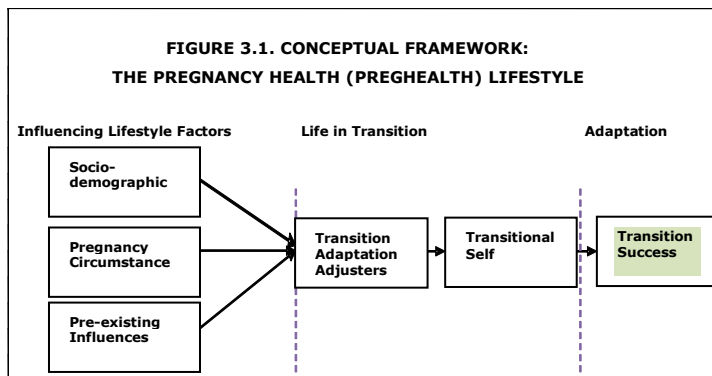 FIGURE 3.1. CONCEPTUAL FRAMEWORK:
THE PREGNANCY HEALTH (PREGHEALTH) LIFESTYLE
Influencing Lifestyle Factors
Life in Transition
Adaptation
Socio-
demographic
Pregnancy
Circumstance
Pre-existing
Influences
Transition
Adaptation
Adjusters
Transitional
Self
Transition
Success